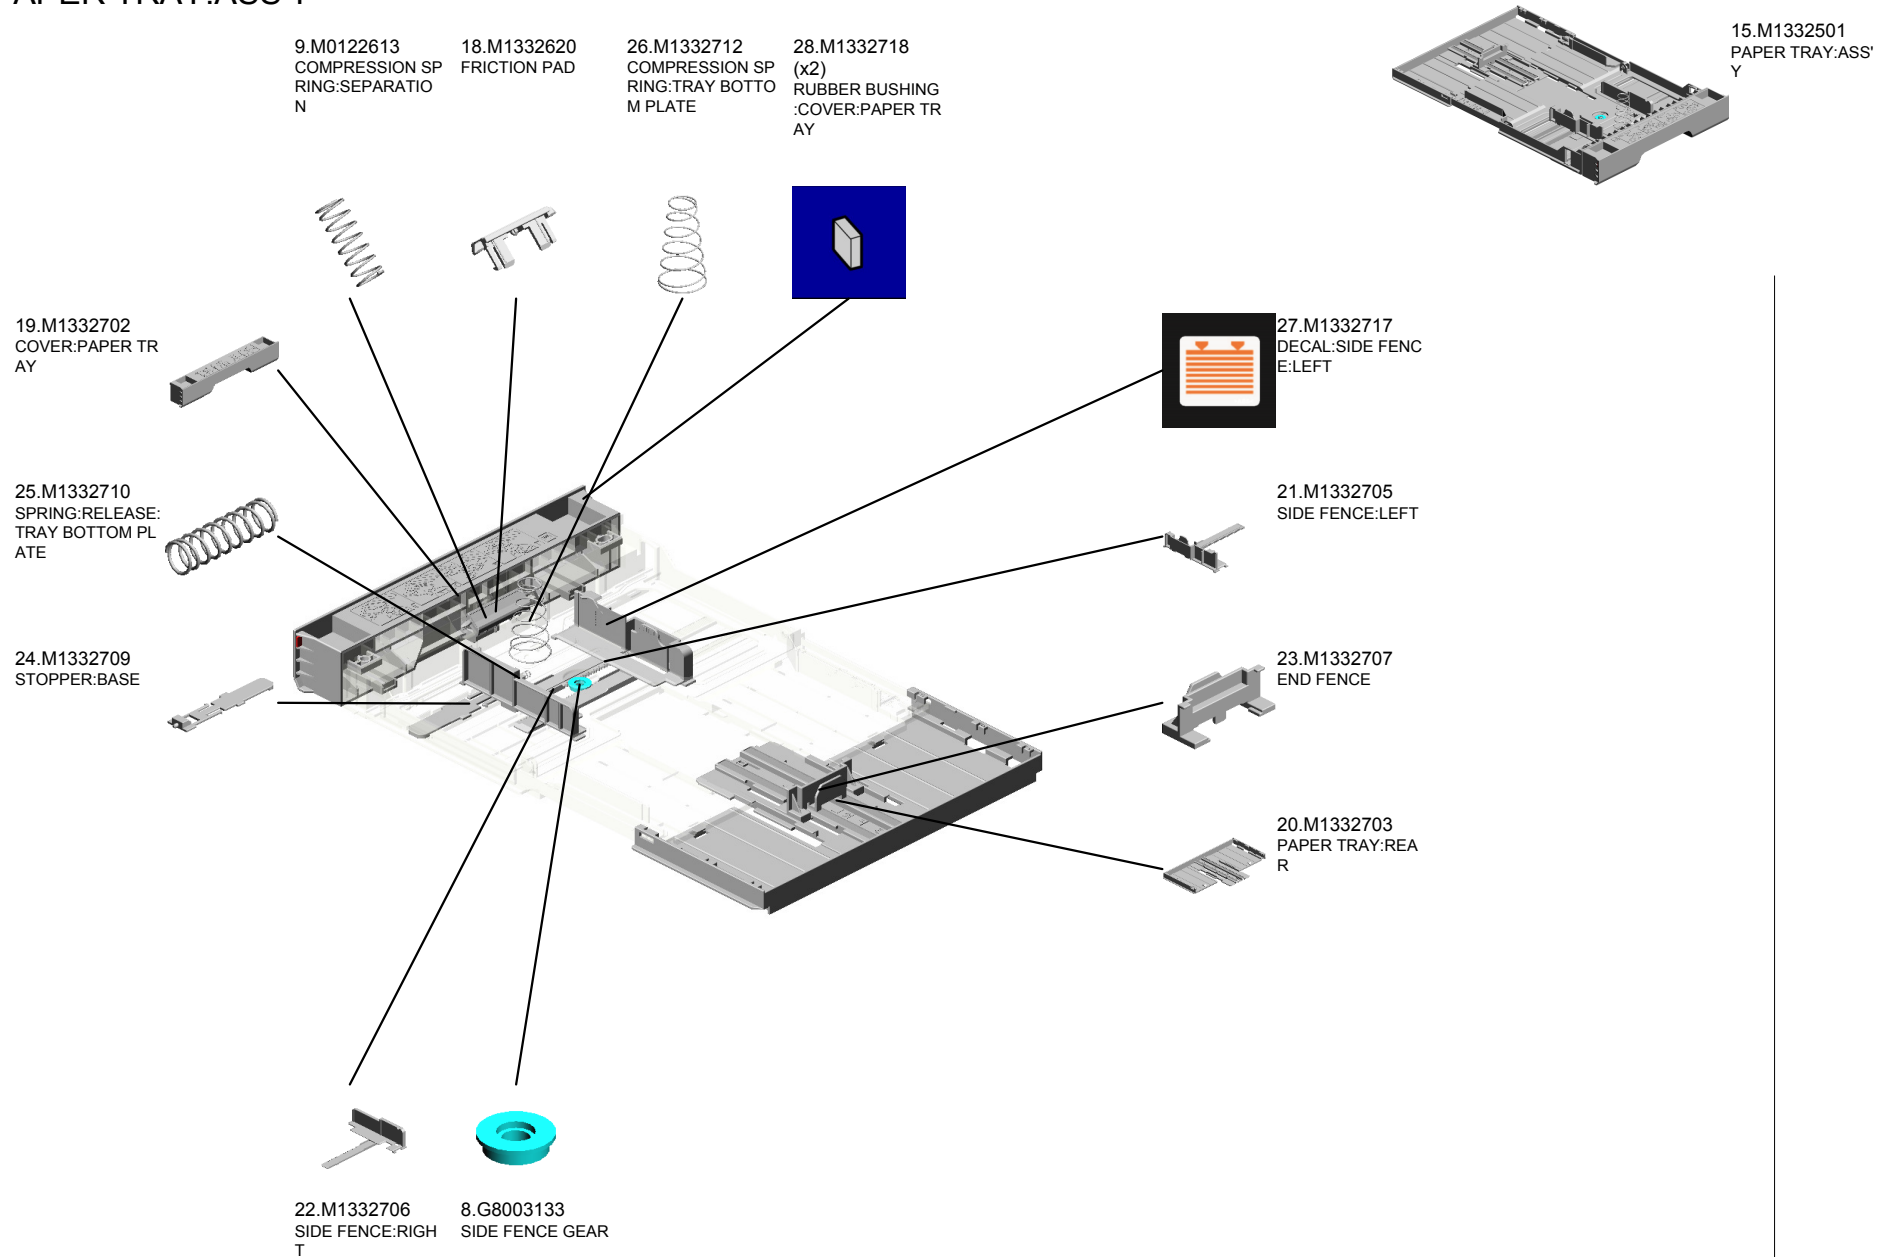 APER TRAY:ASS'Y
9.M0122613
COMPRESSION SP
RING:SEPARATIO
N
18.M1332620
FRICTION PAD
26.M1332712
COMPRESSION SP
RING:TRAY BOTTO
M PLATE
28.M1332718
(x2)
RUBBER BUSHING
:COVER:PAPER TR
AY
15.M1332501
PAPER TRAY:ASS'
Y
19.M1332702
COVER:PAPER TR
AY
27.M1332717
DECAL:SIDE FENC
E:LEFT
25.M1332710
SPRING:RELEASE:
TRAY BOTTOM PL
ATE
21.M1332705
SIDE FENCE:LEFT
24.M1332709
STOPPER:BASE
23.M1332707
END FENCE
20.M1332703
PAPER TRAY:REA
R
22.M1332706
SIDE FENCE:RIGH
T
8.G8003133
SIDE FENCE GEAR